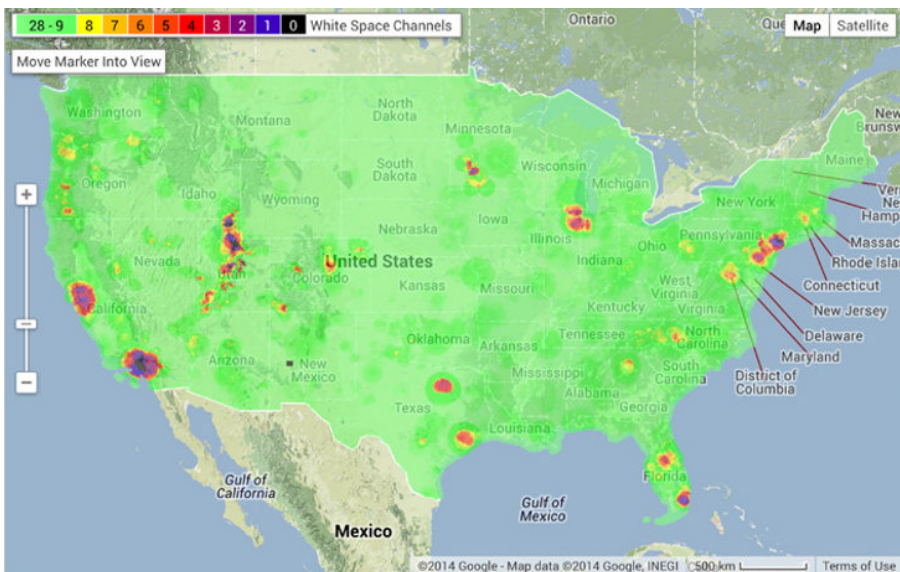 28 - 9 8 7 6 5 4 3 2 1 0 White Space Channels
Ontario
Map Satellite
Move Marker Into View
Washington
Montana
North
Dakota
Minnesota
Maine
Oregon
Idaho
South
Dakota
Wisconsin
Michigan
Wyoming
New York
Iowa
Nebraska
Illinois
Pennsylvania
Nevada
Utah
Colorado
United States
Indiana
Ohio
Rhode Islan
Connecticut
California
Kansas
Missouri
West
Virginia
Virginia
Kentucky
New Jersey
Delaware
Maryland
Oklahoma
Arkansas
Tennessee
North
Carolina
Arizona
New
Mexico
Mississippi
South
Carolina
District of
Columbia
Alabama
Georgia
Texas
Louisiana
Florida
Gulf of
California
Gulf of
Mexico
Mexico
©2014 Google - Map data ©2014 Google, INEGI 500 km Terms of Use